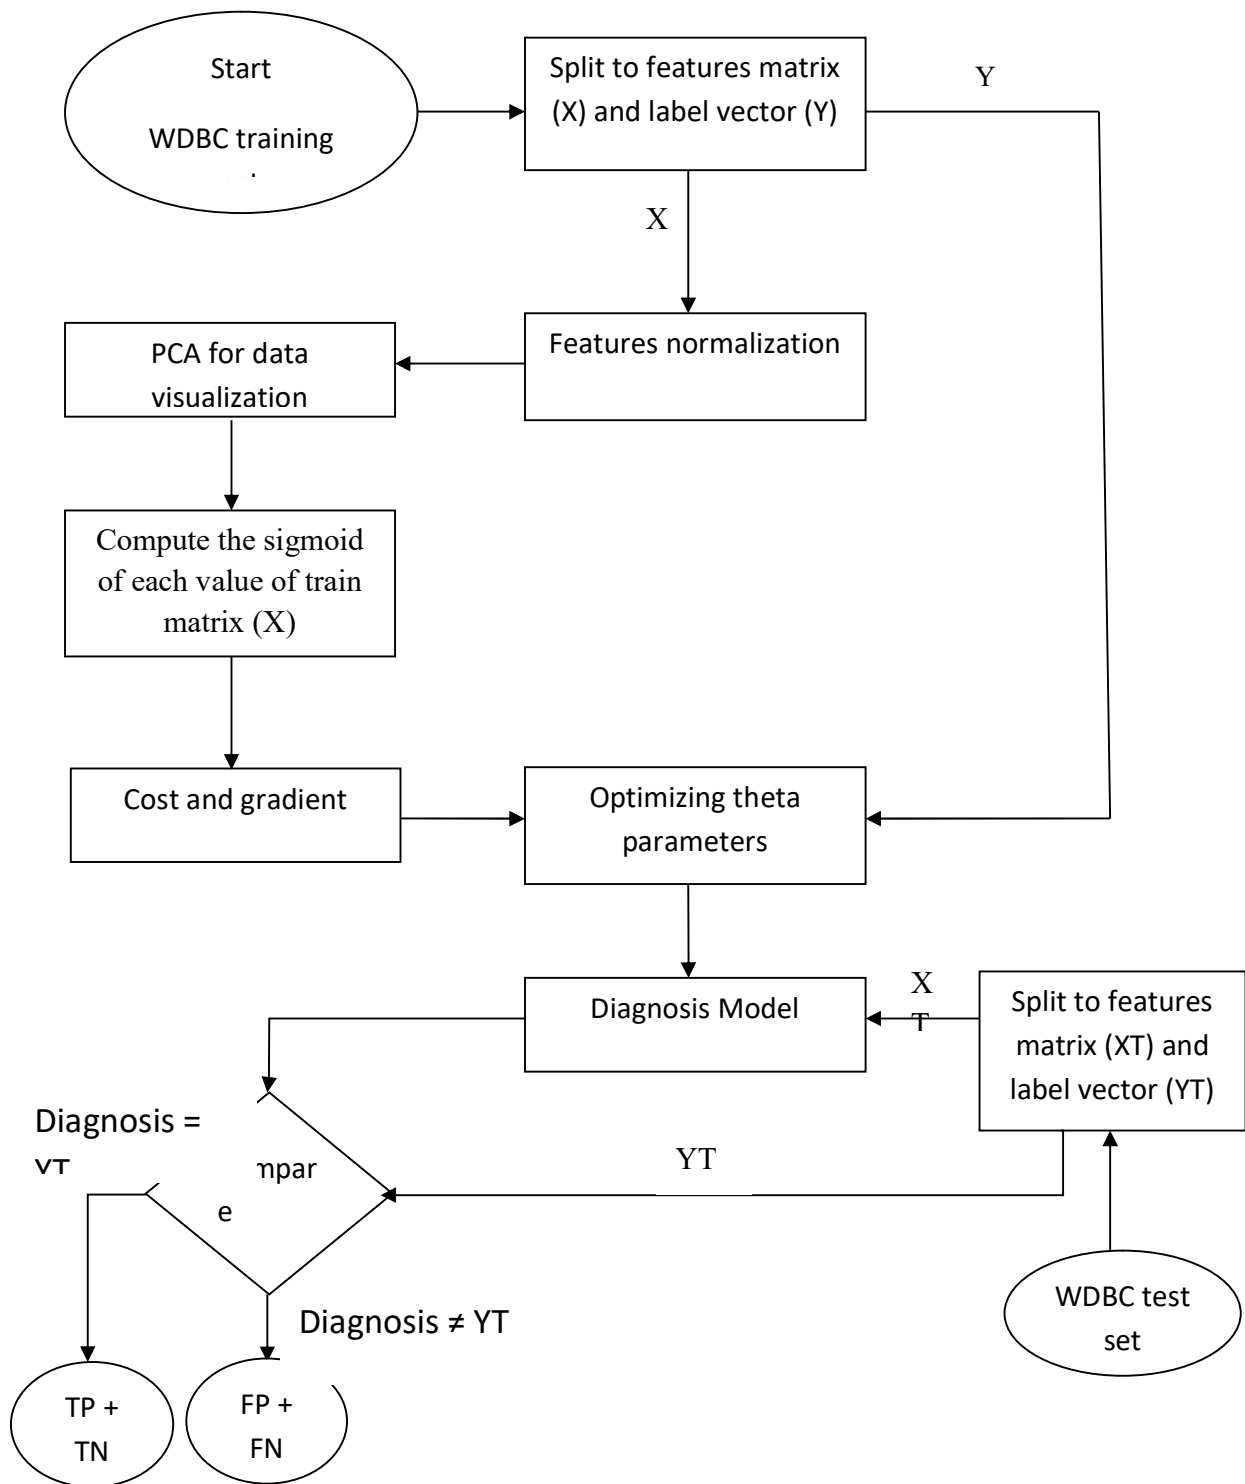 Start
WDBC training
Split to features matrix
(X) and label vector (Y)
Y
X
Features normalization
PCA for data
visualization
Compute the sigmoid
of each value of train
matrix (X)
Cost and gradient
Optimizing theta
parameters
Diagnosis Model
X
T
Split to features
matrix (XT) and
label vector (YT)
Diagnosis =
YT
mpar
e
YT
Diagnosis ≠ YT
WDBC test
set
TP +
TN
FP +
FN